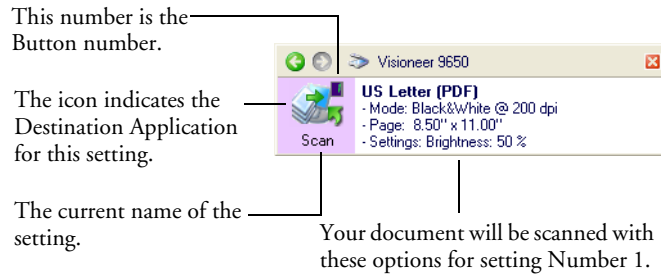 This number is the
Button number.
Visioneer 9650
The icon indicates the
Destination Application
for this setting.
US Letter (PDF)
- Mode: Black&White @ 200 dpi
- Page: 8.50" x 11.00"
- Settings: Brightness: 50 %
Scan
The current name of the
setting.
Your document will be scanned with
these options for setting Number 1.